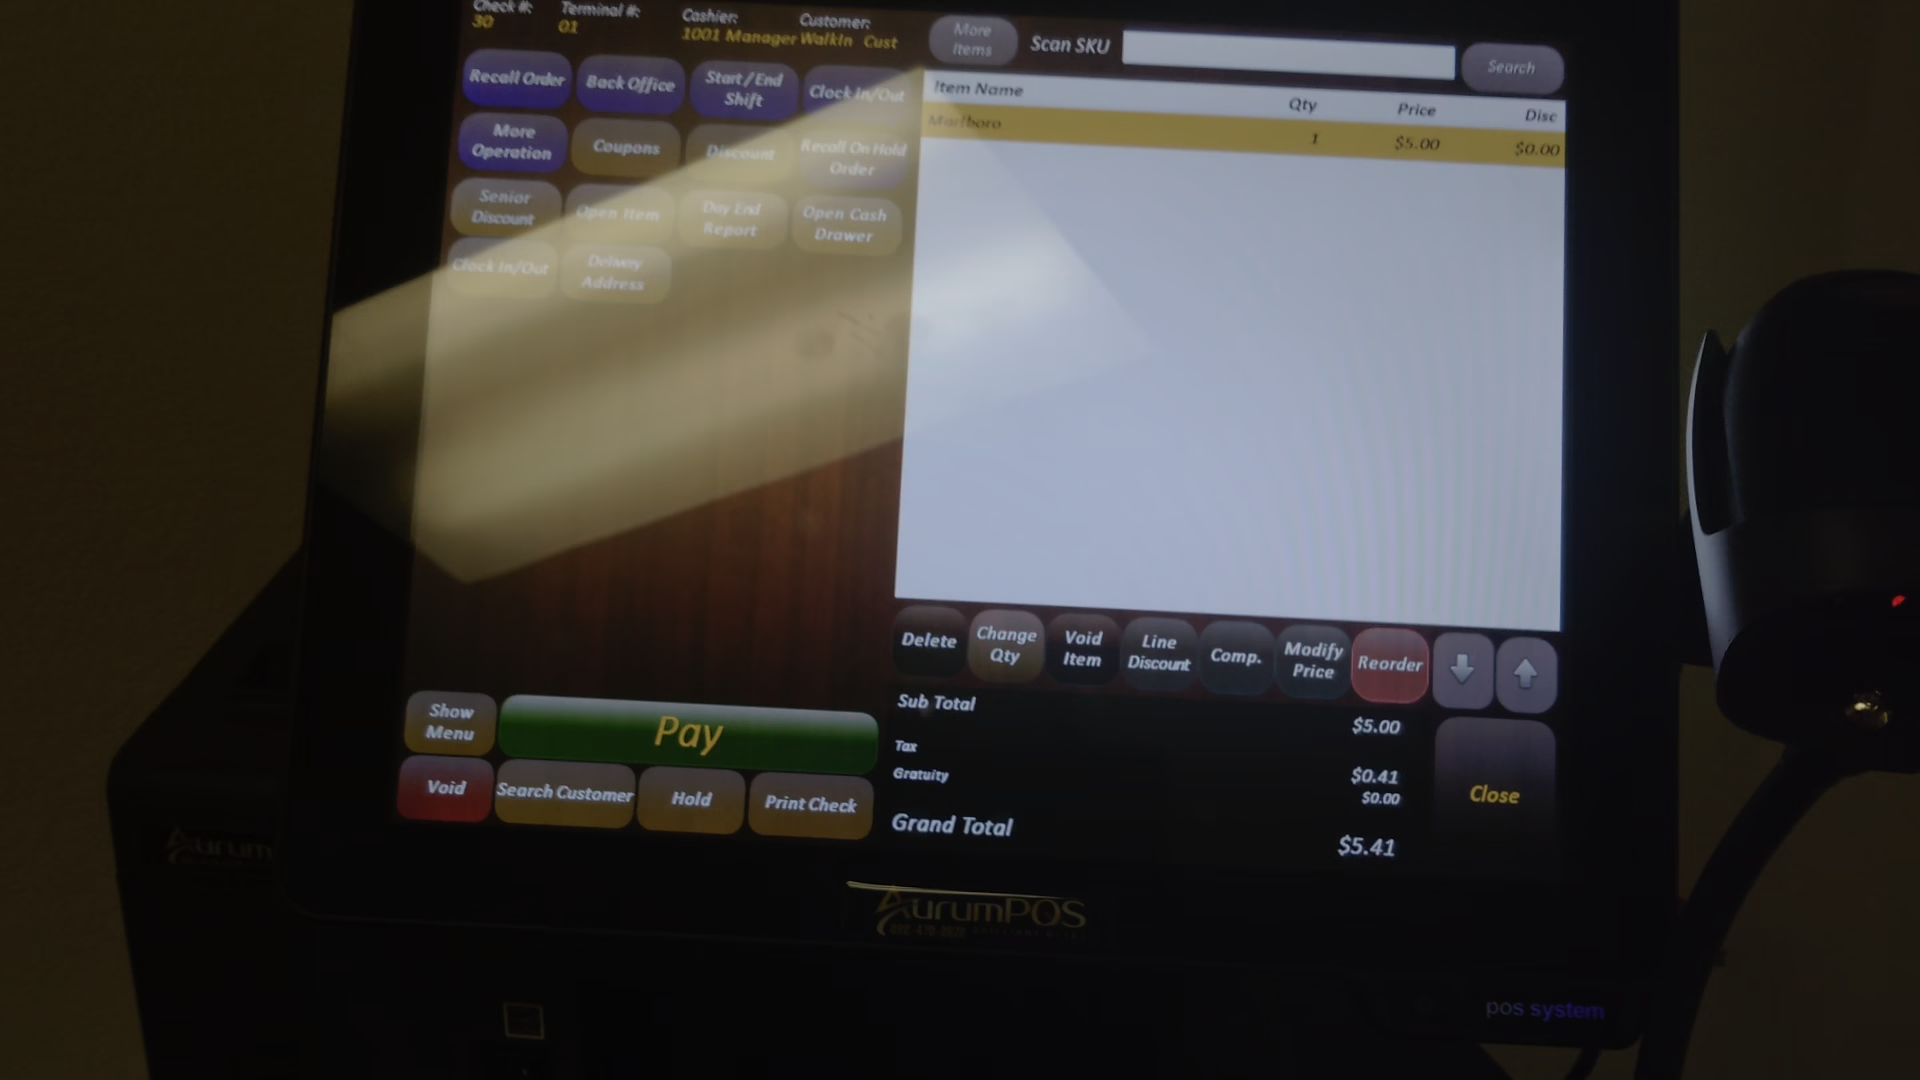 Check #: Terminal #: Cashier: Customer:
30 01 1001 Manager WalkIn Cust
More Items
Scan SKU
Search
Recall Order
Back Office
Start/End Shift
Clock In/Out
More Operation
Coupons
Discount
Recall On Hold Order
Senior Discount
Open Item
Day End Report
Open Cash Drawer
Clock In/Out
Delivery Address
Item Name Qty Price Disc
Marlboro 1 $5.00 $0.00
Delete
Change Qty
Void Item
Line Discount
Comp.
Modify Price
Reorder
Show Menu
Pay
Void
Search Customer
Hold
Print Check
Sub Total $5.00
Tax $0.41
Gratuity $0.00
Grand Total $5.41
Close
AurumPOS
Aurum
pos system